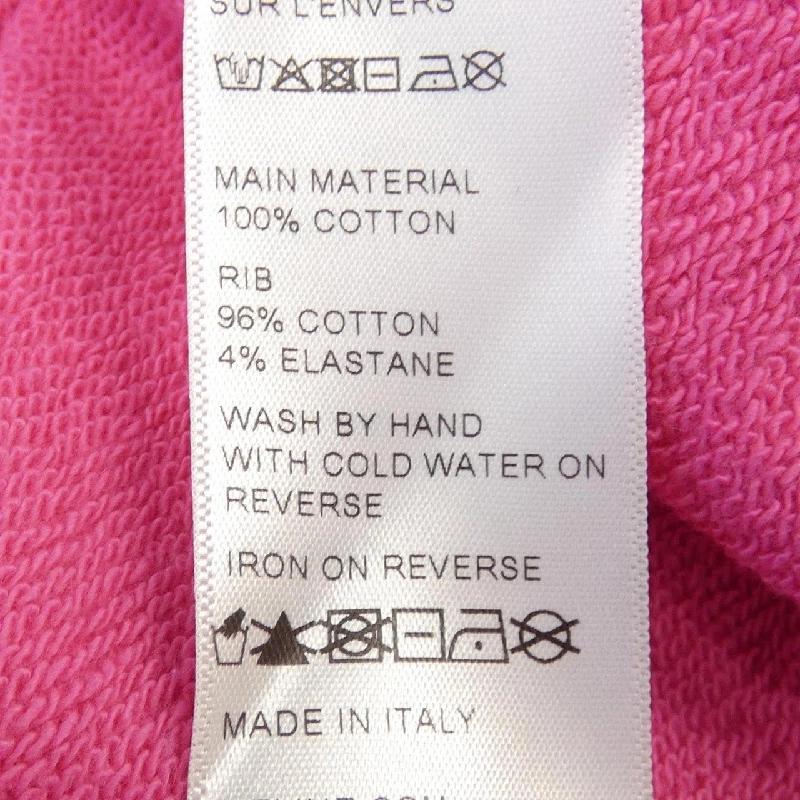 SUR L'ENVERS
MAIN MATERIAL
100% COTTON
RIB
96% COTTON
4% ELASTANE
WASH BY HAND
WITH COLD WATER ON
REVERSE
IRON ON REVERSE
MADE IN ITALY